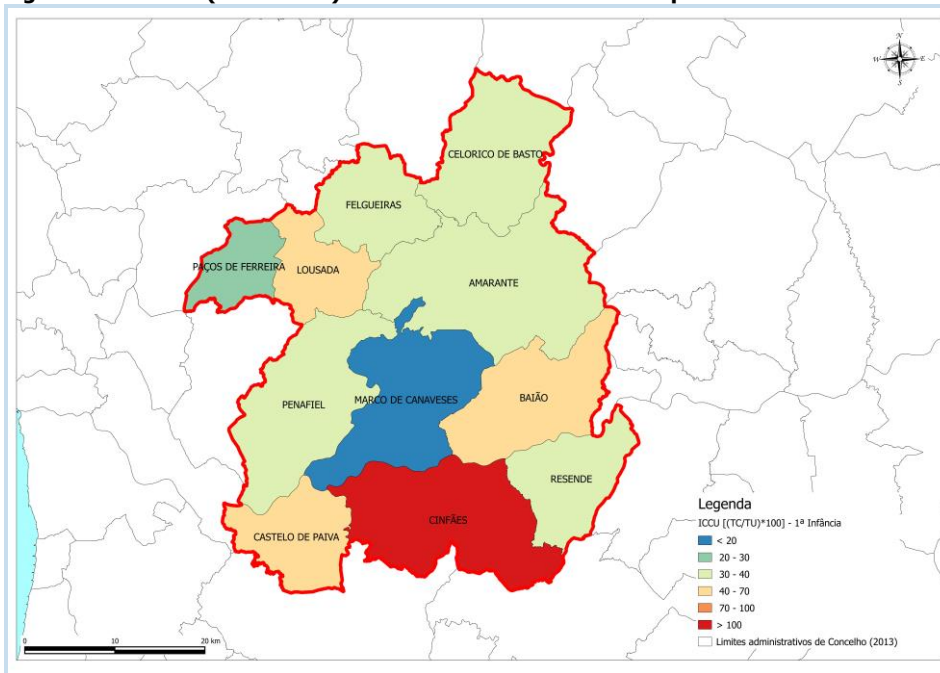 N
W E
S
CELORICO DE BASTO
FELGUEIRAS
PAÇOS DE FERREIRA
LOUSADA
AMARANTE
PENAFIEL
MARCO DE CANAVESES
BAIÃO
RESENDE
CINFÃES
CASTELO DE PAIVA
Legenda
ICCU [(TC/TU)*100] - 1ª Infância
< 20
20 - 30
30 - 40
40 - 70
70 - 100
> 100
Limites administrativos de Concelho (2013)
0 10 20 km